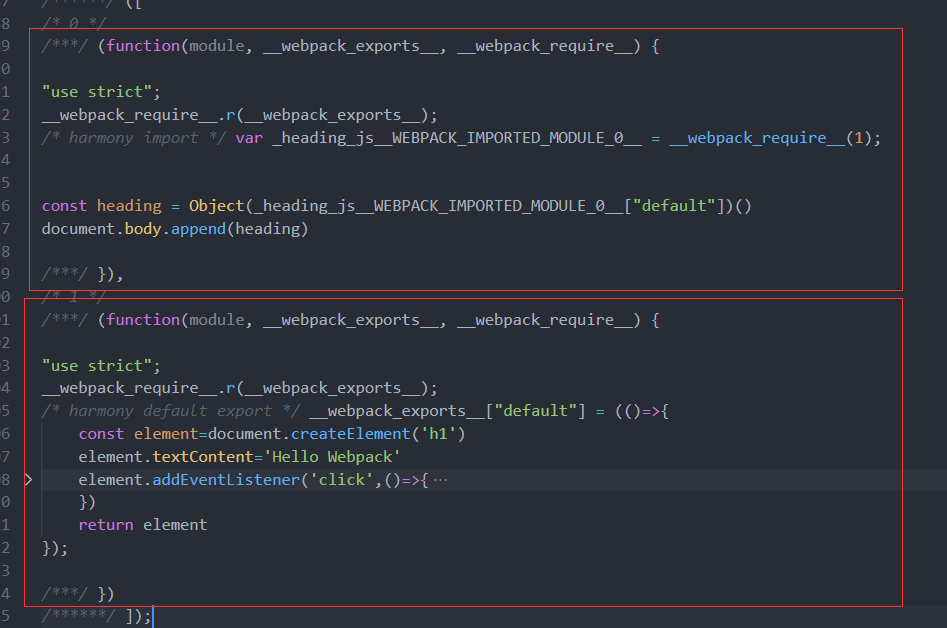 7 /******/ ([
8 /* 0 */
9 /***/ (function(module, __webpack_exports__, __webpack_require__) {
0
1 "use strict";
2 __webpack_require__.r(__webpack_exports__);
3 /* harmony import */ var _heading_js__WEBPACK_IMPORTED_MODULE_0__ = __webpack_require__(1);
4
5
6 const heading = Object(_heading_js__WEBPACK_IMPORTED_MODULE_0__["default"])()
7 document.body.append(heading)
8
9 /***/ }),
0 /* 1 */
1 /***/ (function(module, __webpack_exports__, __webpack_require__) {
2
3 "use strict";
4 __webpack_require__.r(__webpack_exports__);
5 /* harmony default export */ __webpack_exports__["default"] = (()=>{
6     const element=document.createElement('h1')
7     element.textContent='Hello Webpack'
8     element.addEventListener('click',()=>{ ···
0     })
1     return element
2 });
3
4 /***/ })
5 /******/ ]);